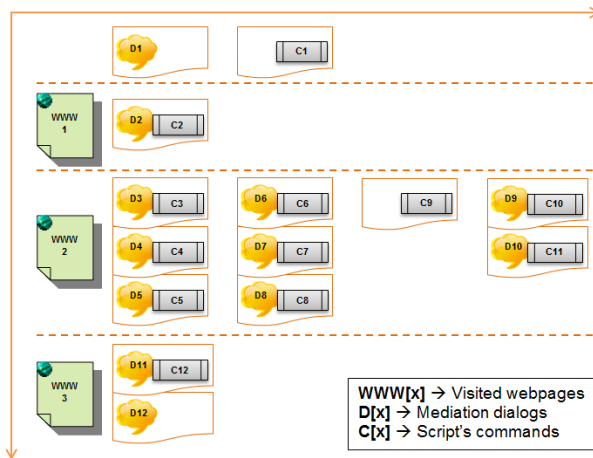 D1
C1
WWW
1
D2
C2
WWW
2
D3
C3
D6
C6
C9
D9
C10
D4
C4
D7
C7
D10
C11
D5
C5
D8
C8
WWW
3
D11
C12
D12
WWW[x] → Visited webpages
D[x] → Mediation dialogs
C[x] → Script's commands